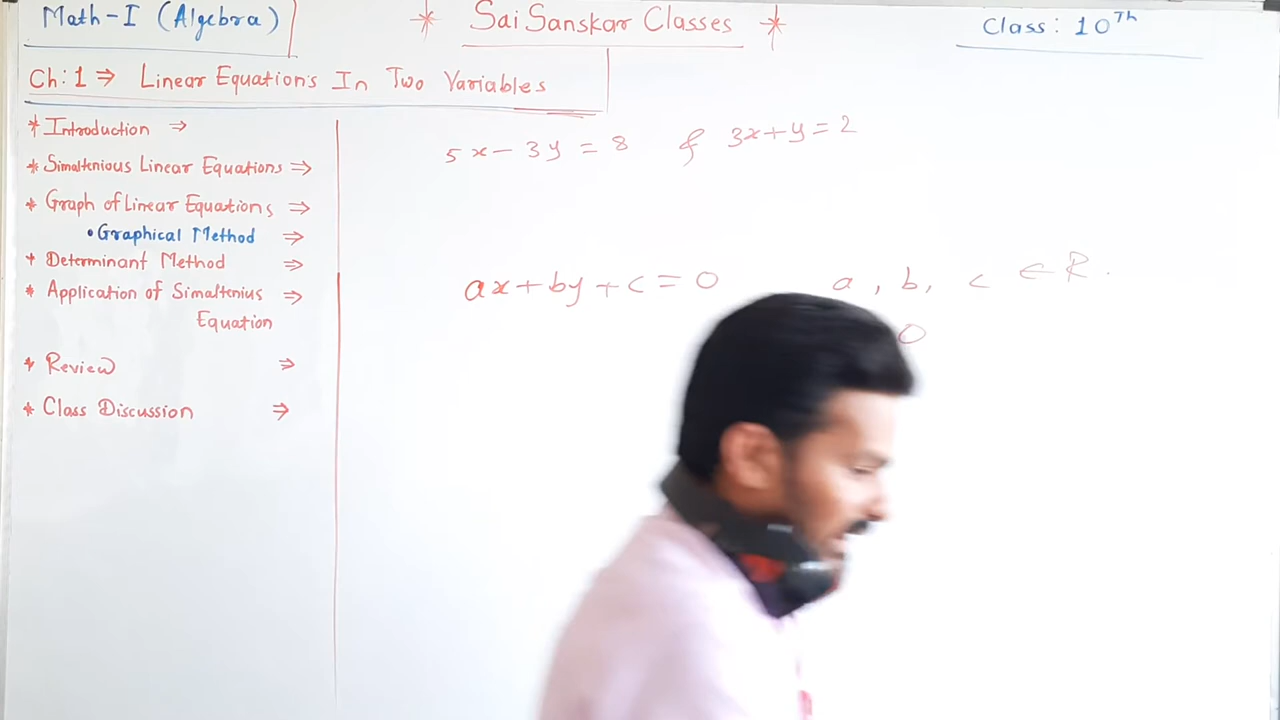 Math-I (Algebra)
* Sai Sanskar Classes *
Class: 10Th
Ch:1 ⇒ Linear Equations In Two Variables
* Introduction ⇒
* Simaltenious Linear Equations ⇒
* Graph of Linear Equations ⇒
• Graphical Method ⇒
* Determinant Method ⇒
* Application of Simaltenius ⇒
Equation
* Review ⇒
* Class Discussion ⇒
5x - 3y = 8 & 3x+y=2
ax+by+c=0 a, b, c ∈ R.
0